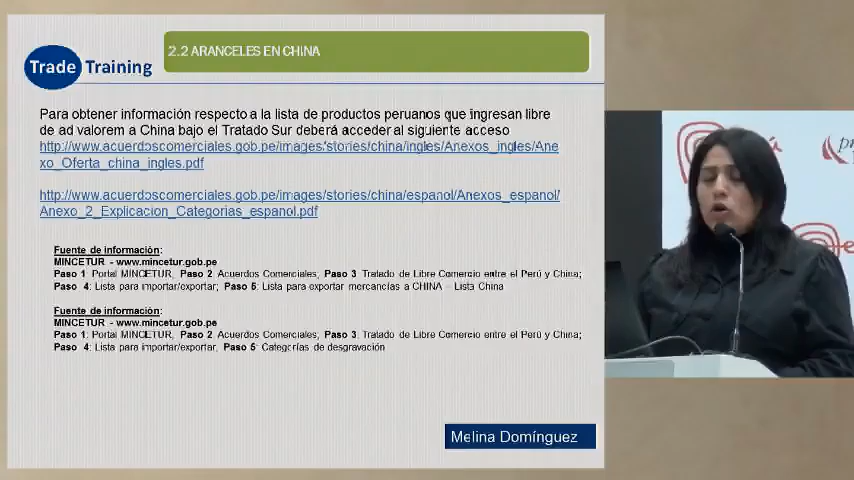 2.2 ARANCELES EN CHINA
Trade Training
Para obtener información respecto a la lista de productos peruanos que ingresan libre
de ad valorem a China bajo el Tratado Sur deberá acceder al siguiente acceso
http://www.acuerdoscomerciales.gob.pe/images/stories/china/ingles/Anexos_ingles/Ane
xo_Oferta_china_ingles.pdf
http://www.acuerdoscomerciales.gob.pe/images/stories/china/espanol/Anexos_espanol/
Anexo_2_Explicacion_Categorias_espanol.pdf
Fuente de información:
MINCETUR - www.mincetur.gob.pe
Paso 1: Portal MINCETUR, Paso 2 Acuerdos Comerciales; Paso 3: Tratado de Libre Comercio entre el Perú y China;
Paso 4: Lista para importar/exportar; Paso 5: Lista para exportar mercancías a CHINA – Lista China
Fuente de información:
MINCETUR - www.mincetur.gob.pe
Paso 1: Portal MINCETUR, Paso 2 Acuerdos Comerciales; Paso 3: Tratado de Libre Comercio entre el Perú y China;
Paso 4: Lista para importar/exportar, Paso 5: Categorías de desgravación
Melina Domínguez